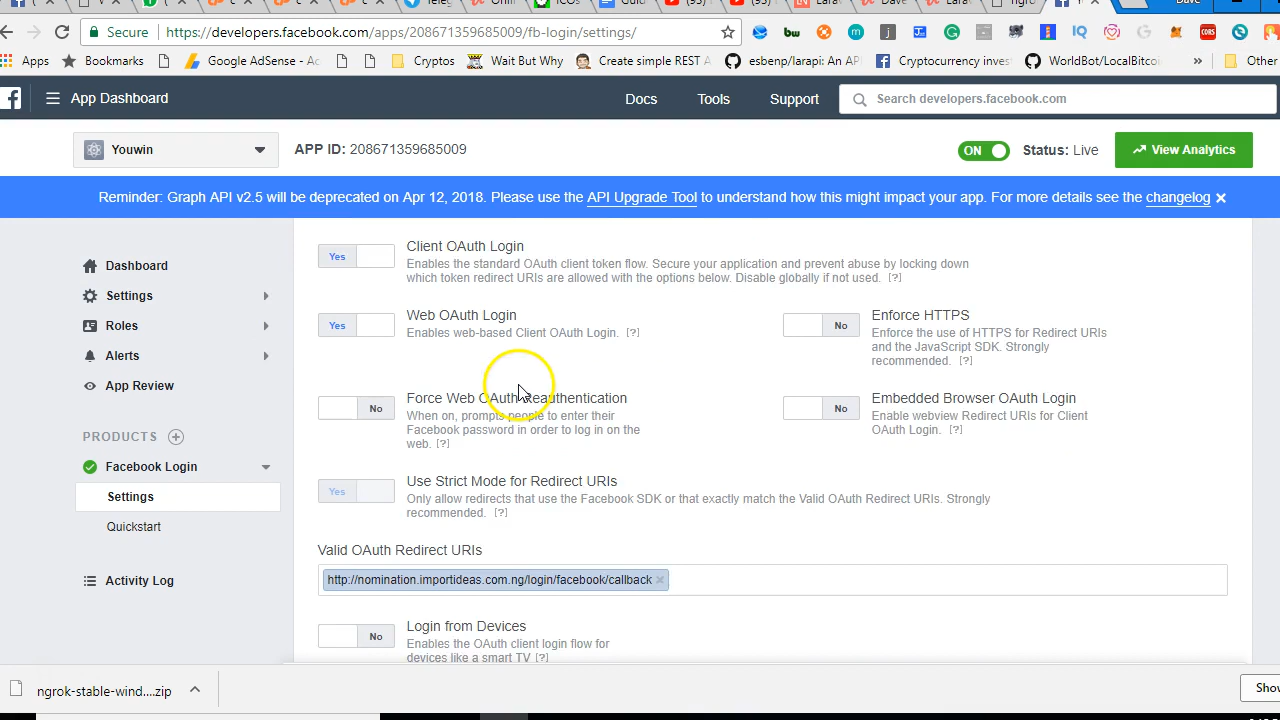 Secure https://developers.facebook.com/apps/208671359685009/fb-login/settings/
Apps Bookmarks Google AdSense - Ac Cryptos Wait But Why Create simple REST A esbenp/larapi: An API Cryptocurrency inves WorldBot/LocalBitco » Other
App Dashboard Docs Tools Support Search developers.facebook.com
Youwin APP ID: 208671359685009 ON Status: Live View Analytics
Reminder: Graph API v2.5 will be deprecated on Apr 12, 2018. Please use the API Upgrade Tool to understand how this might impact your app. For more details see the changelog
Dashboard
Settings
Roles
Alerts
App Review
PRODUCTS
Facebook Login
Settings
Quickstart
Activity Log
Yes Client OAuth Login
Enables the standard OAuth client token flow. Secure your application and prevent abuse by locking down
which token redirect URIs are allowed with the options below. Disable globally if not used. [?]
Yes Web OAuth Login
Enables web-based Client OAuth Login. [?]
No Enforce HTTPS
Enforce the use of HTTPS for Redirect URIs
and the JavaScript SDK. Strongly
recommended. [?]
No Force Web OAuth Reauthentication
When on, prompts people to enter their
Facebook password in order to log in on the
web. [?]
No Embedded Browser OAuth Login
Enable webview Redirect URIs for Client
OAuth Login. [?]
Yes Use Strict Mode for Redirect URIs
Only allow redirects that use the Facebook SDK or that exactly match the Valid OAuth Redirect URIs. Strongly
recommended. [?]
Valid OAuth Redirect URIs
http://nomination.importideas.com.ng/login/facebook/callback
No Login from Devices
Enables the OAuth client login flow for
devices like a smart TV [?]
ngrok-stable-wind....zip Show